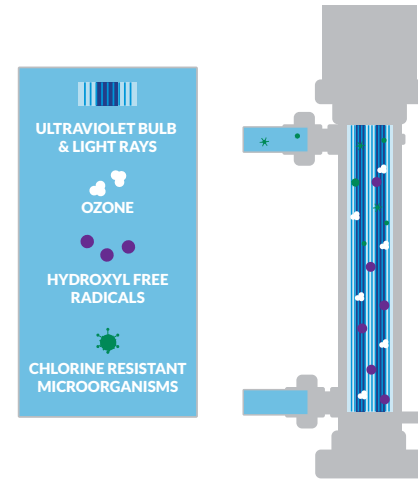 ULTRAVIOLET BULB
& LIGHT RAYS
OZONE
HYDROXYL FREE
RADICALS
CHLORINE RESISTANT
MICROORGANISMS